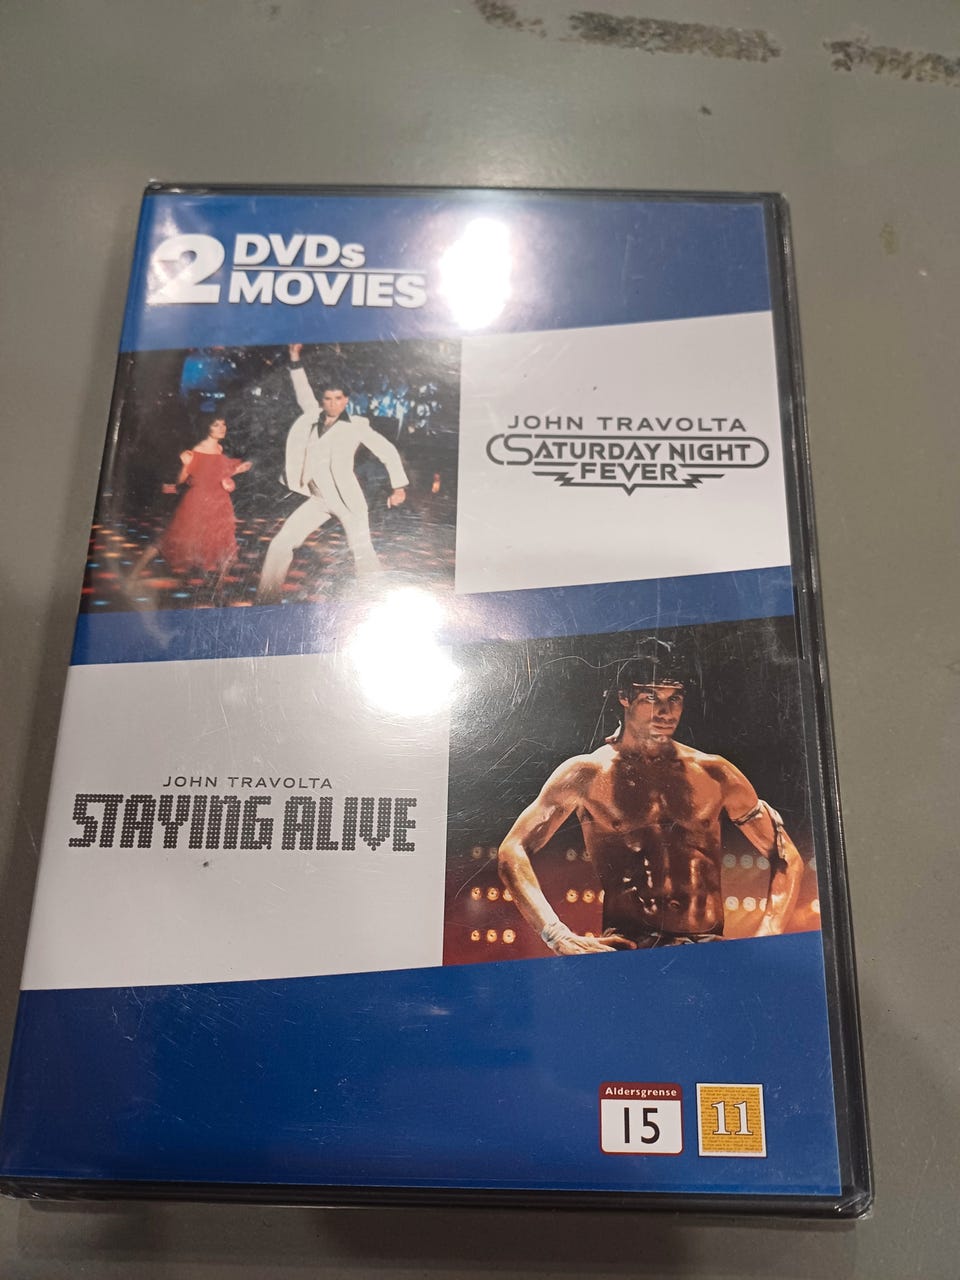 2 DVDs
MOVIES
JOHN TRAVOLTA
SATURDAY NIGHT
FEVER
JOHN TRAVOLTA
STAYING ALIVE
Aldersgrense
15
11